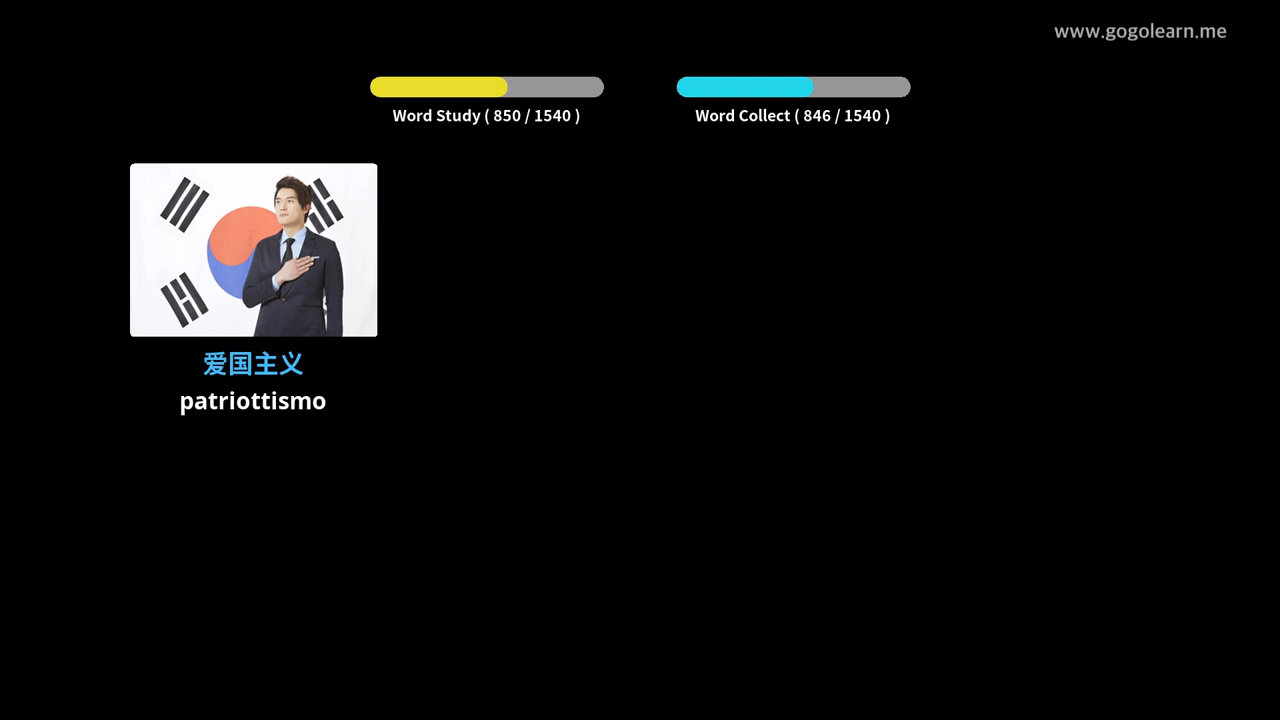 www.gogolearn.me
Word Study ( 850 / 1540 )
Word Collect ( 846 / 1540 )
爱国主义
patriottismo